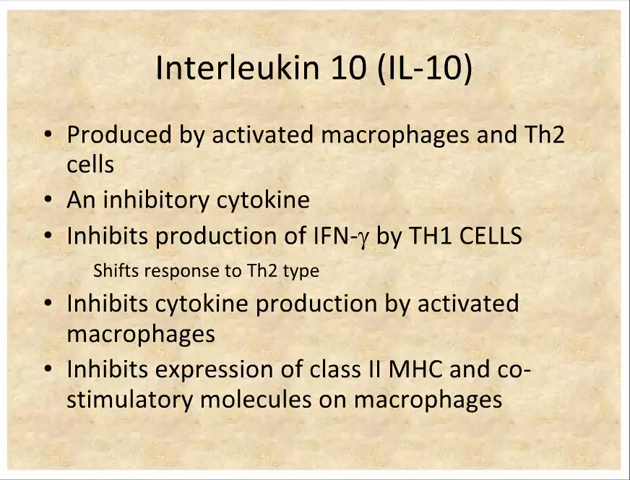 Interleukin 10 (IL-10)
• Produced by activated macrophages and Th2
cells
• An inhibitory cytokine
• Inhibits production of IFN-γ by TH1 CELLS
Shifts response to Th2 type
• Inhibits cytokine production by activated
macrophages
• Inhibits expression of class II MHC and co-
stimulatory molecules on macrophages